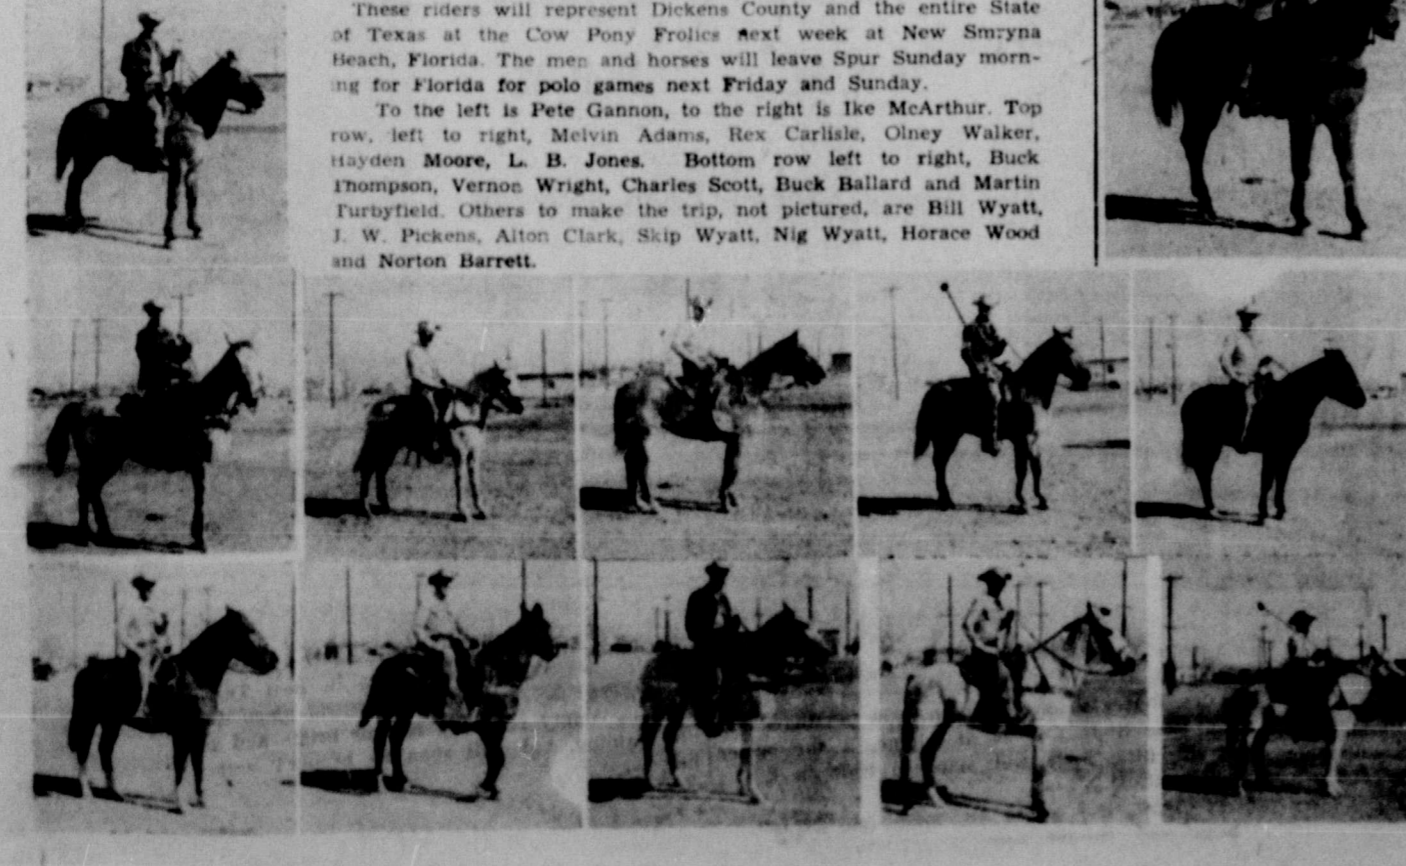 These riders will represent Dickens County and the entire State
of Texas at the Cow Pony Frolics next week at New Smryna
Beach, Florida. The men and horses will leave Spur Sunday morn-
ing for Florida for polo games next Friday and Sunday.
To the left is Pete Gannon, to the right is Ike McArthur. Top
row, left to right, Melvin Adams, Rex Carlisle, Olney Walker,
Hayden Moore, L. B. Jones. Bottom row left to right, Buck
Thompson, Vernon Wright, Charles Scott, Buck Ballard and Martin
Turbyfield. Others to make the trip, not pictured, are Bill Wyatt,
J. W. Pickens, Alton Clark, Skip Wyatt, Nig Wyatt, Horace Wood
and Norton Barrett.